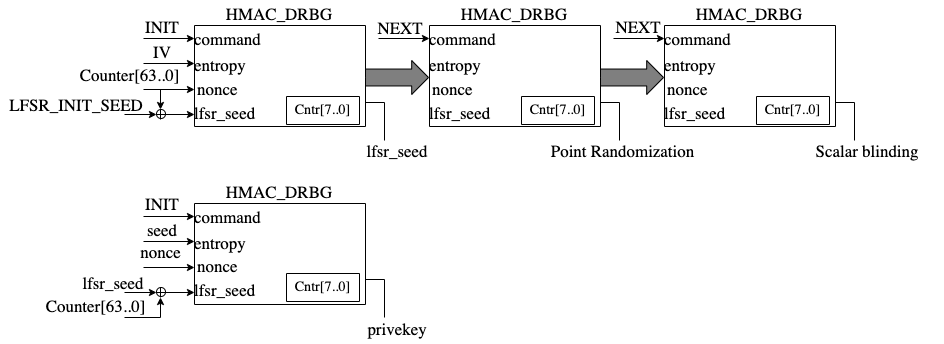 HMAC_DRBG
INIT
command
IV
entropy
Counter[63..0]
nonce
LFSR_INIT_SEED
lfsr_seed
Cntr[7..0]
lfsr_seed
HMAC_DRBG
NEXT
command
entropy
nonce
lfsr_seed
Cntr[7..0]
Point Randomization
HMAC_DRBG
NEXT
command
entropy
nonce
lfsr_seed
Cntr[7..0]
Scalar blinding
HMAC_DRBG
INIT
command
seed
entropy
nonce
nonce
lfsr_seed
lfsr_seed
Counter[63..0]
Cntr[7..0]
privekey